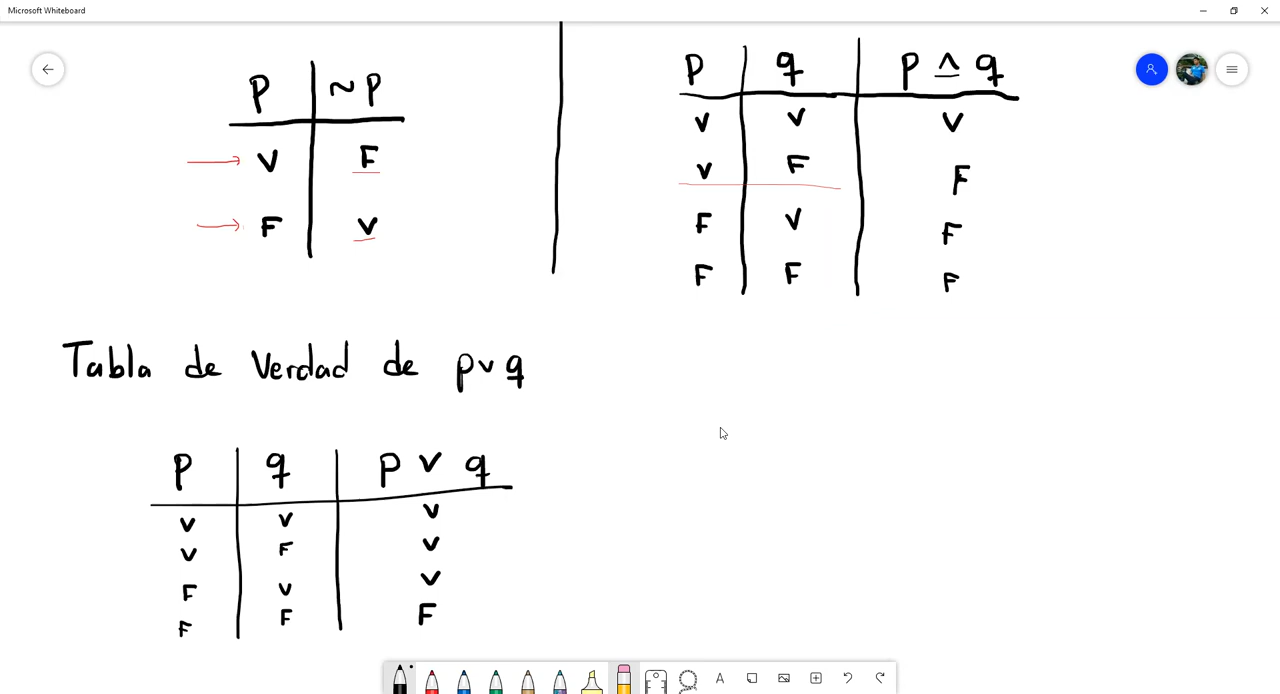 Microsoft Whiteboard
p ~p
V F
F V
p q p ∧ q
V V V
V F F
F V F
F F F
Tabla de Verdad de p v q
p q p v q
V V V
V F V
F V V
F F F
A